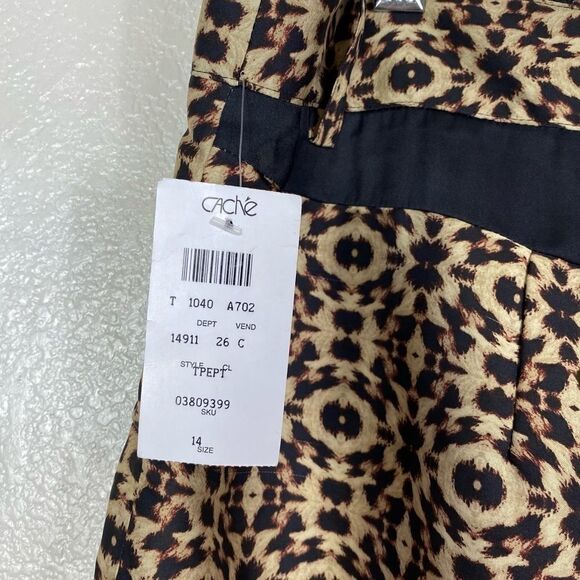 CAChé
T 1040 A702
DEPT VEND
14911 26 C
STYLE CL
TPEPT
03809399
SKU
14
SIZE